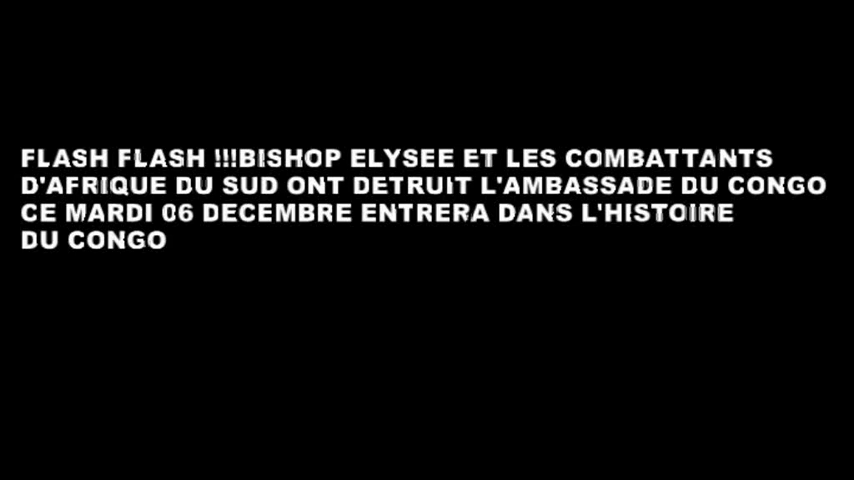 FLASH FLASH !!!BISHOP ELYSEE ET LES COMBATTANTS
D'AFRIQUE DU SUD ONT DETRUIT L'AMBASSADE DU CONGO
CE MARDI 06 DECEMBRE ENTRERA DANS L'HISTOIRE
DU CONGO